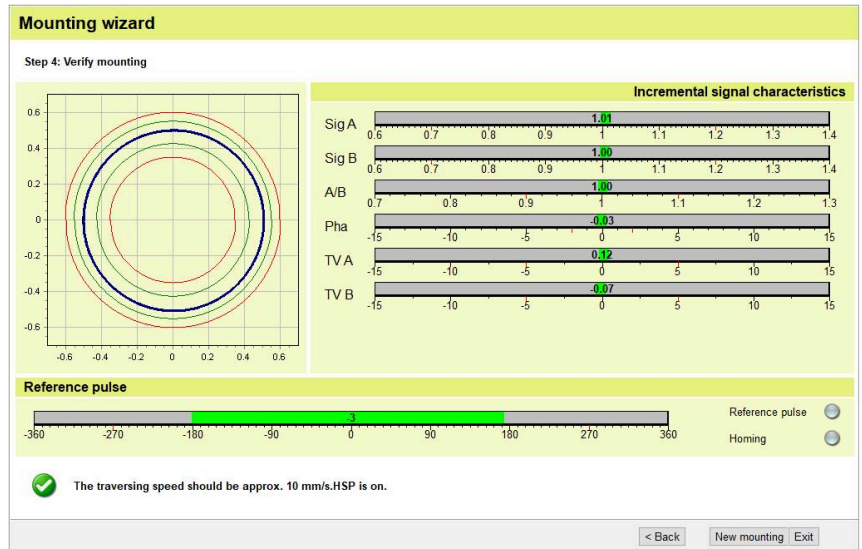 Mounting wizard
Step 4: Verify mounting
Incremental signal characteristics
0.6
0.4
0.2
0
-0.2
-0.4
-0.6
-0.6 -0.4 -0.2 0 0.2 0.4 0.6
Sig A 1.01
0.6 0.7 0.8 0.9 1 1.1 1.2 1.3 1.4
Sig B 1.00
0.6 0.7 0.8 0.9 1 1.1 1.2 1.3 1.4
A/B 1.00
0.7 0.8 0.9 1 1.1 1.2 1.3
Pha -0.03
-15 -10 -5 0 5 10 15
TV A 0.12
-15 -10 -5 0 5 10 15
TV B -0.07
-15 -10 -5 0 5 10 15
Reference pulse
-3
-360 -270 -180 -90 0 90 180 270 360
Reference pulse
Homing
The traversing speed should be approx. 10 mm/s.HSP is on.
< Back New mounting Exit